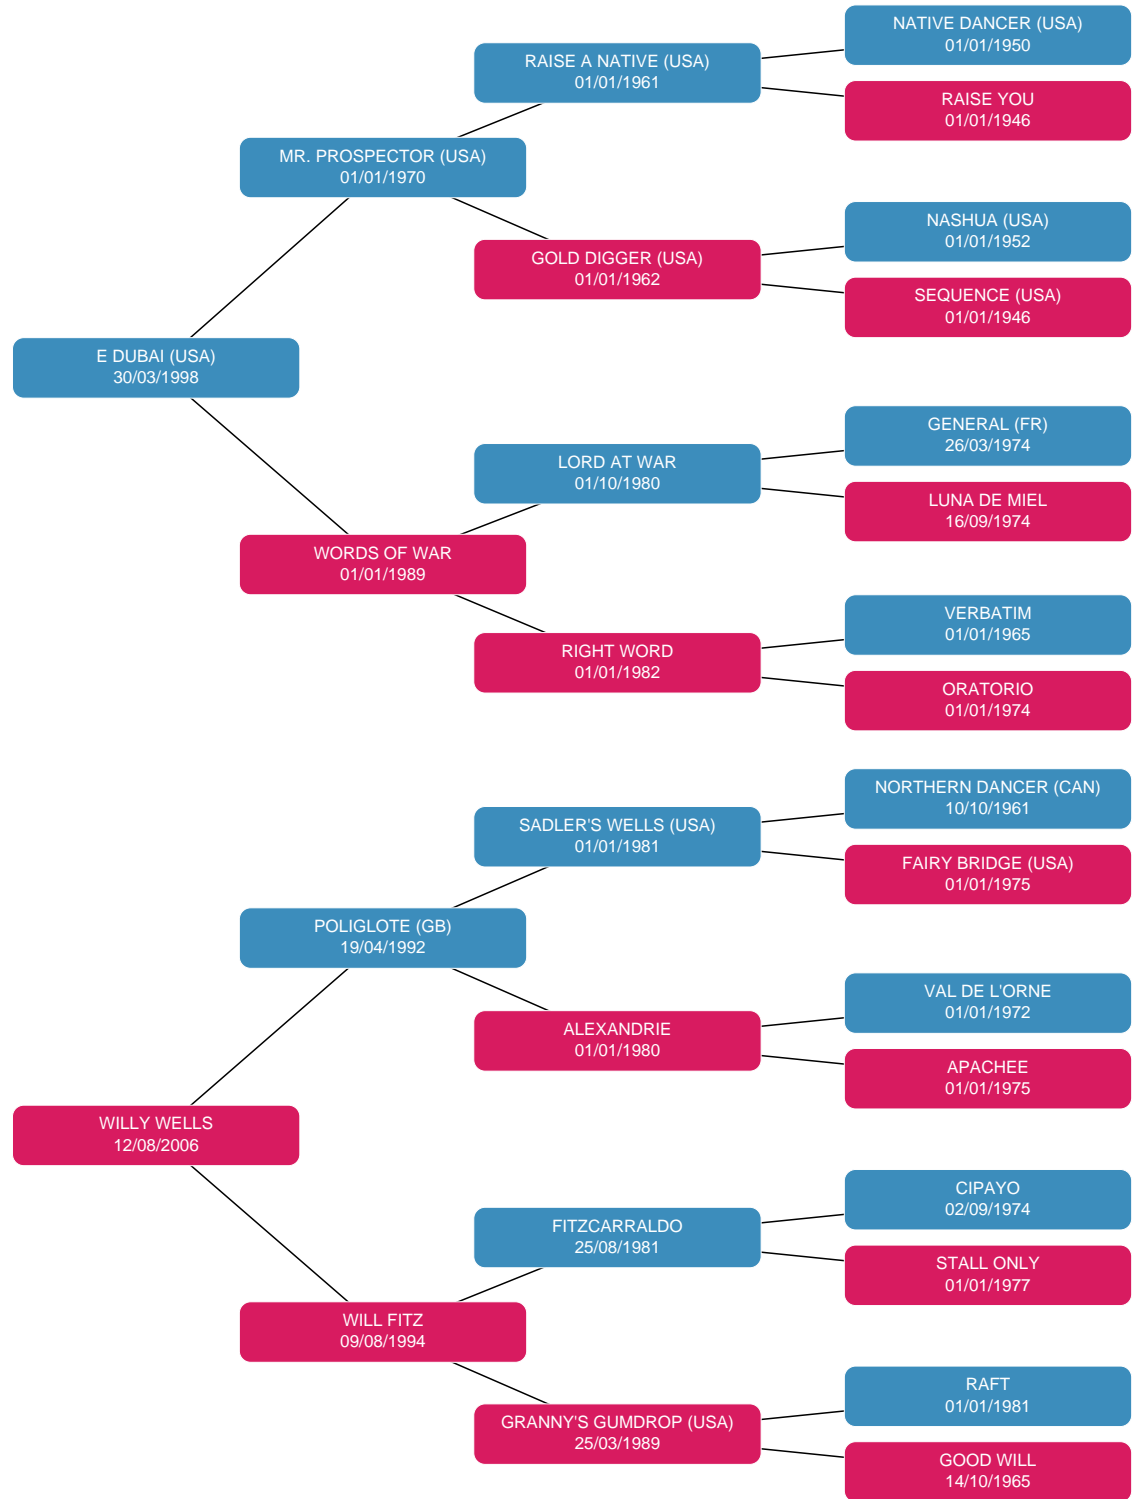 NATIVE DANCER (USA)
01/01/1950
RAISE A NATIVE (USA)
01/01/1961
RAISE YOU
01/01/1946
MR. PROSPECTOR (USA)
01/01/1970
NASHUA (USA)
01/01/1952
GOLD DIGGER (USA)
01/01/1962
SEQUENCE (USA)
01/01/1946
E DUBAI (USA)
30/03/1998
GENERAL (FR)
26/03/1974
LORD AT WAR
01/10/1980
LUNA DE MIEL
16/09/1974
WORDS OF WAR
01/01/1989
VERBATIM
01/01/1965
RIGHT WORD
01/01/1982
ORATORIO
01/01/1974
NORTHERN DANCER (CAN)
10/10/1961
SADLER'S WELLS (USA)
01/01/1981
FAIRY BRIDGE (USA)
01/01/1975
POLIGLOTE (GB)
19/04/1992
VAL DE L'ORNE
01/01/1972
ALEXANDRIE
01/01/1980
APACHEE
01/01/1975
WILLY WELLS
12/08/2006
CIPAYO
02/09/1974
FITZCARRALDO
25/08/1981
STALL ONLY
01/01/1977
WILL FITZ
09/08/1994
RAFT
01/01/1981
GRANNY'S GUMDROP (USA)
25/03/1989
GOOD WILL
14/10/1965